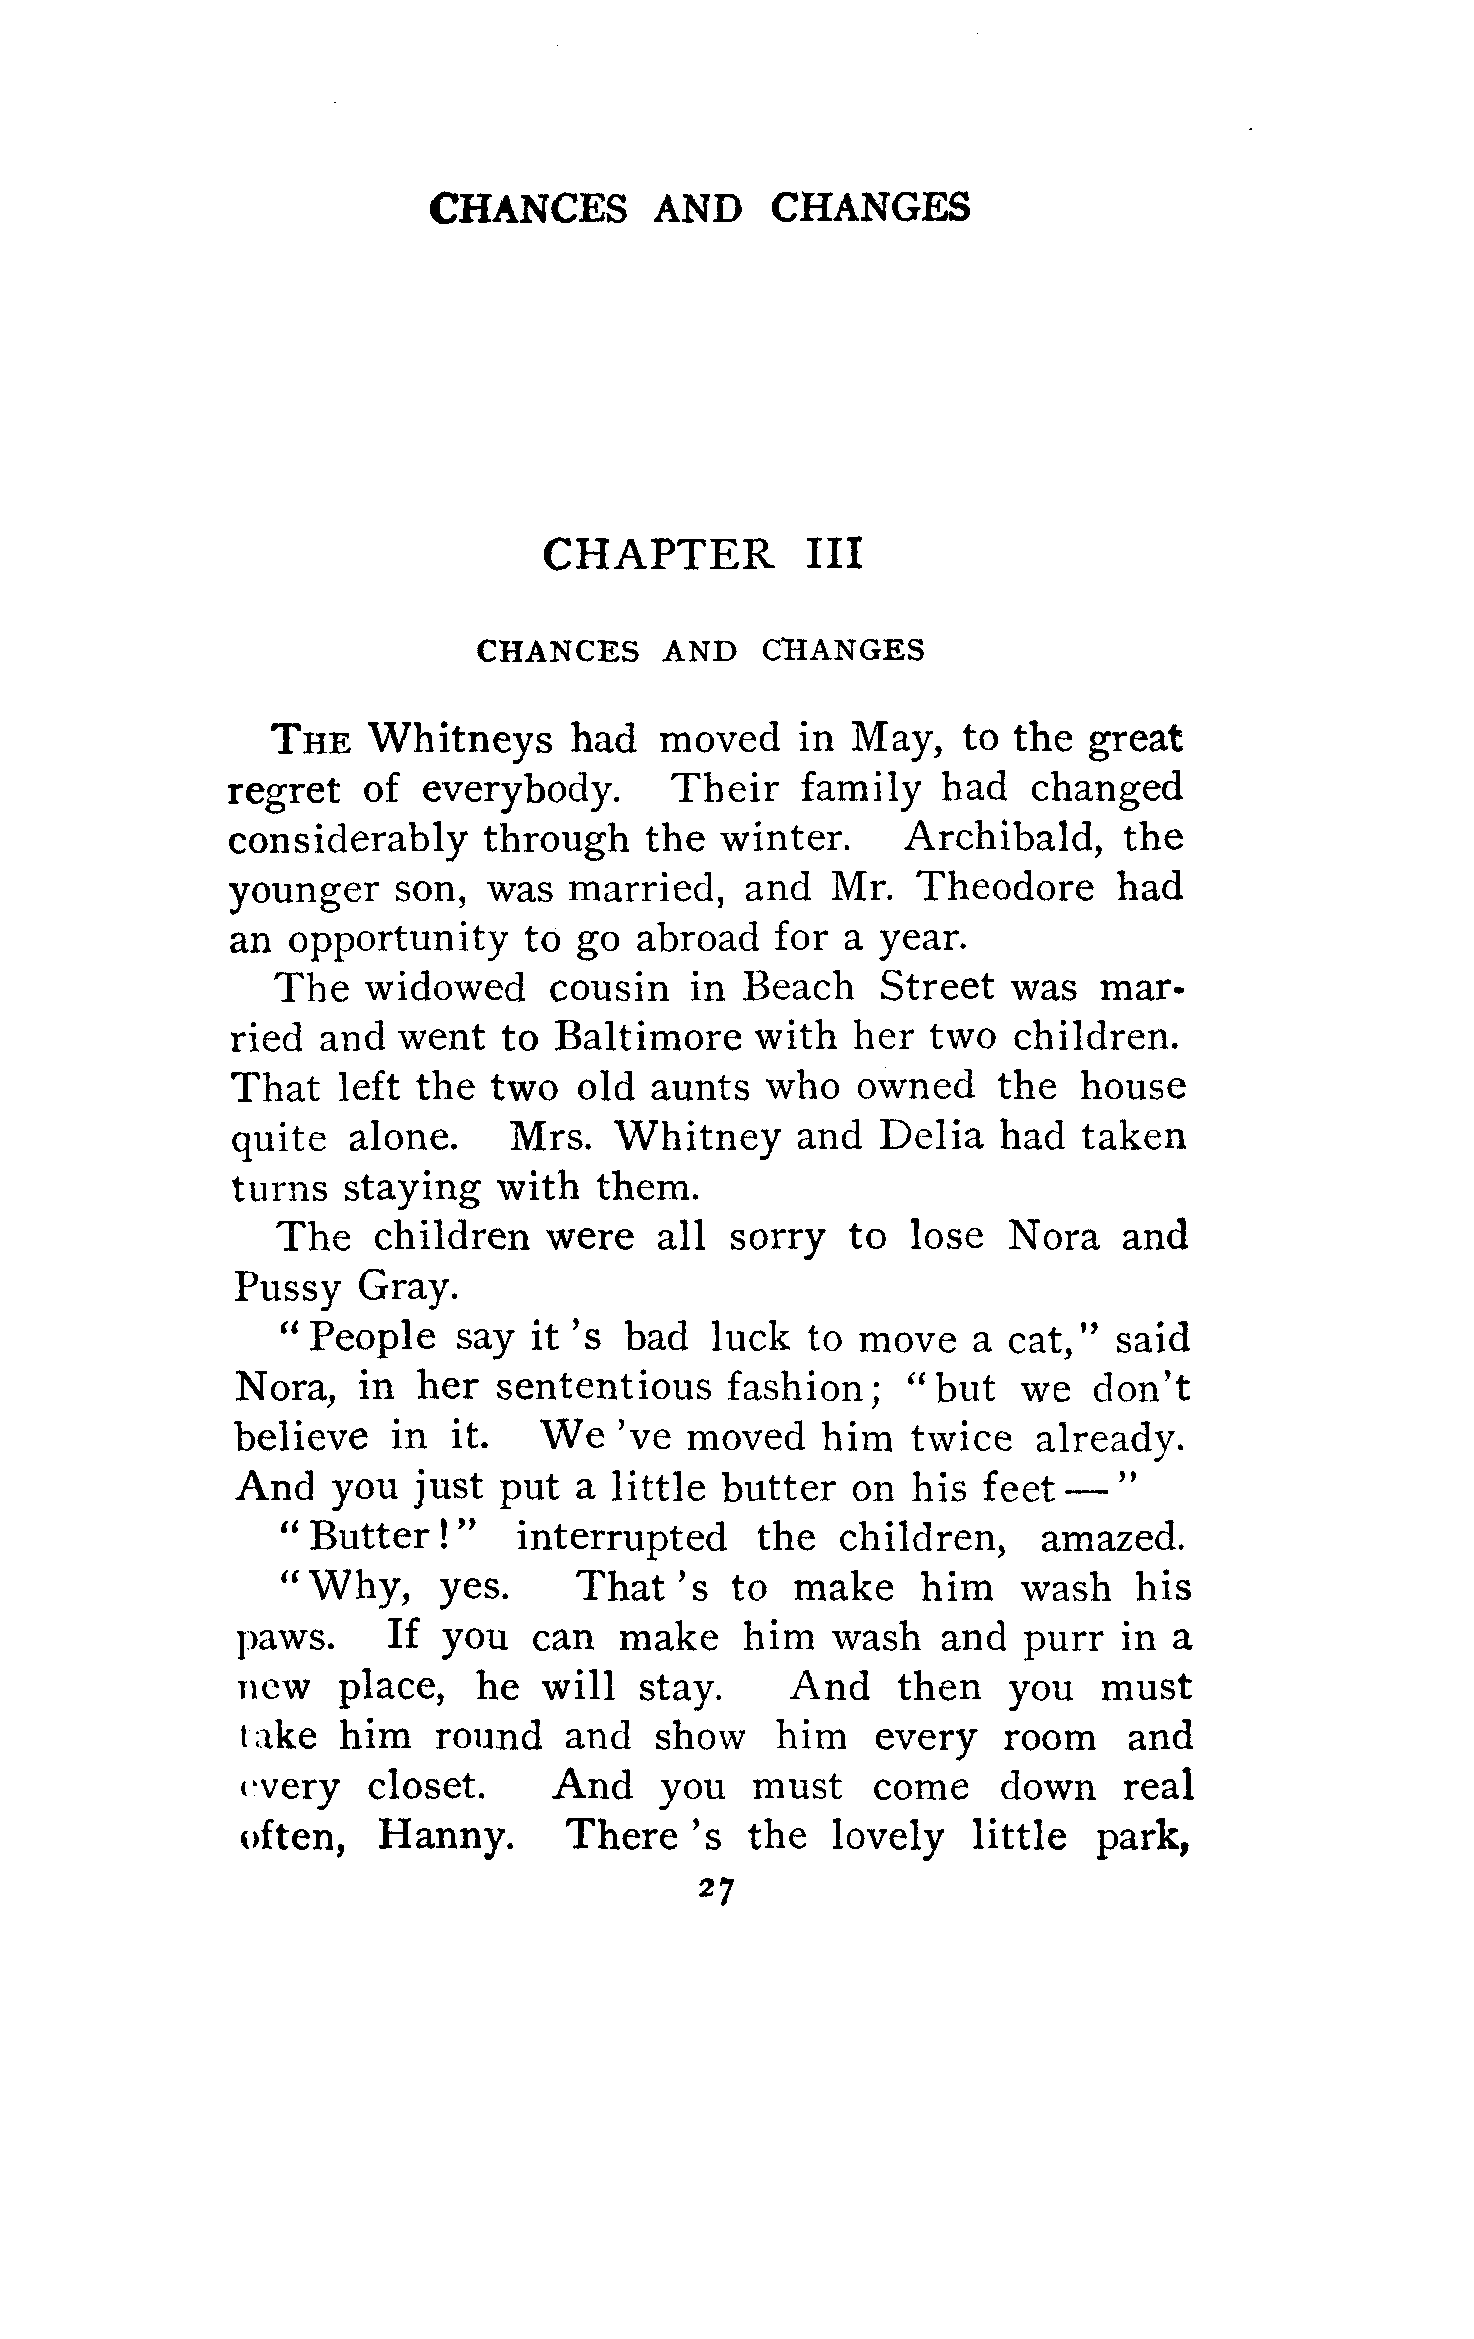 CHANCES AND CHANGES
CHAPTER III
CHANCES AND CHANGES
THE Whitneys had moved in May, to the great
regret of everybody. Their family had changed
considerably through the winter. Archibald, the
younger son, was married, and Mr. Theodore had
an opportunity to go abroad for a year.
The widowed cousin in Beach Street was mar-
ried and went to Baltimore with her two children.
That left the two old aunts who owned the house
quite alone. Mrs. Whitney and Delia had taken
turns staying with them.
The children were all sorry to lose Nora and
Pussy Gray.
"People say it 's bad luck to move a cat," said
Nora, in her sententious fashion; "but we don't
believe in it. We 've moved him twice already.
And you just put a little butter on his feet—"
"Butter!" interrupted the children, amazed.
"Why, yes. That 's to make him wash his
paws. If you can make him wash and purr in a
new place, he will stay. And then you must
take him round and show him every room and
every closet. And you must come down real
often, Hanny. There 's the lovely little park,
27